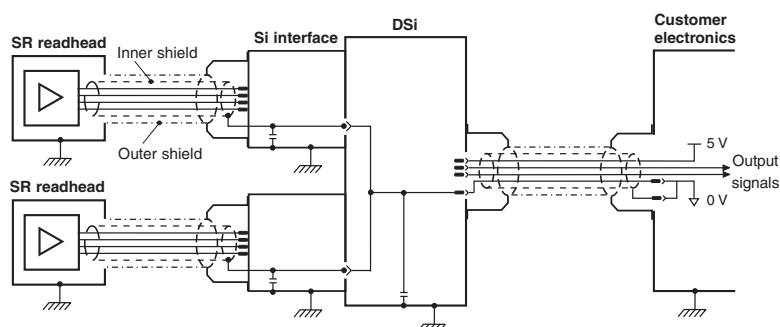 SR readhead
Inner shield
Outer shield
Si interface
DSi
Customer
electronics
5 V
Output
signals
0 V
SR readhead